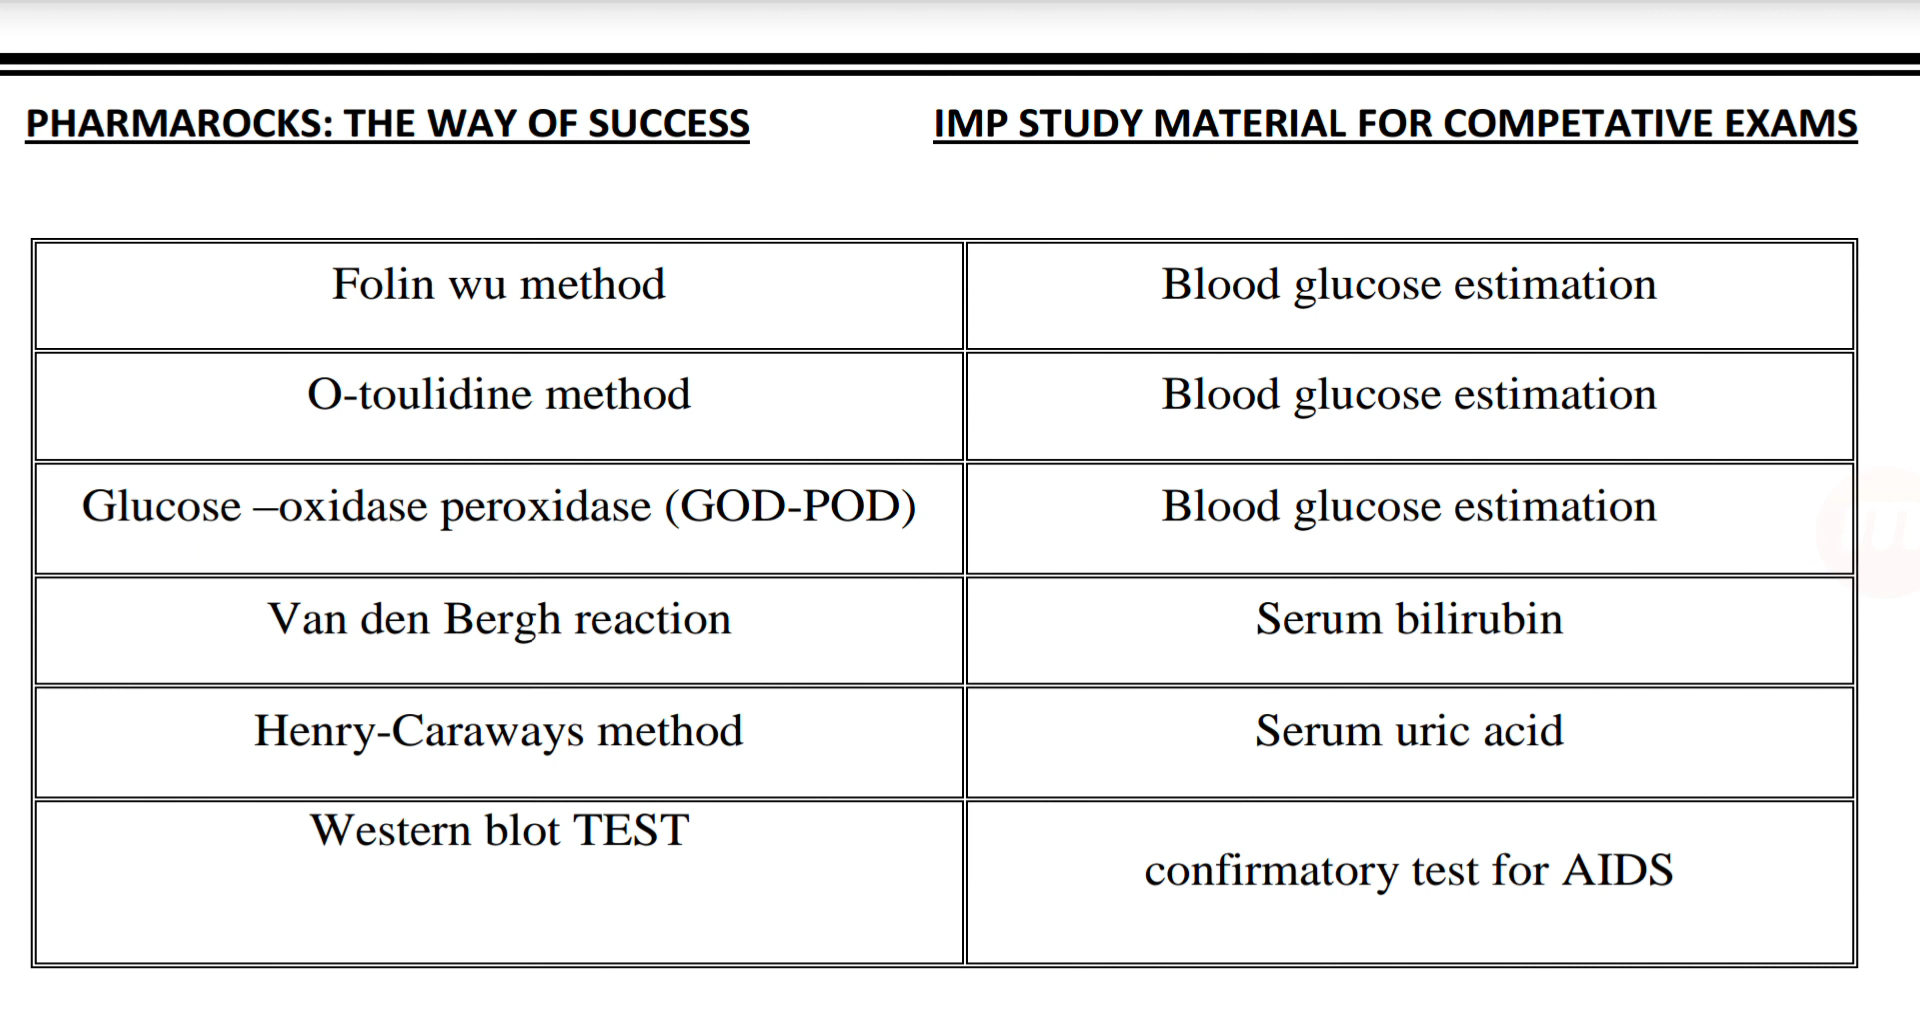 PHARMAROCKS: THE WAY OF SUCCESS IMP STUDY MATERIAL FOR COMPETATIVE EXAMS
Folin wu method Blood glucose estimation
O-toulidine method Blood glucose estimation
Glucose –oxidase peroxidase (GOD-POD) Blood glucose estimation
Van den Bergh reaction Serum bilirubin
Henry-Caraways method Serum uric acid
Western blot TEST confirmatory test for AIDS